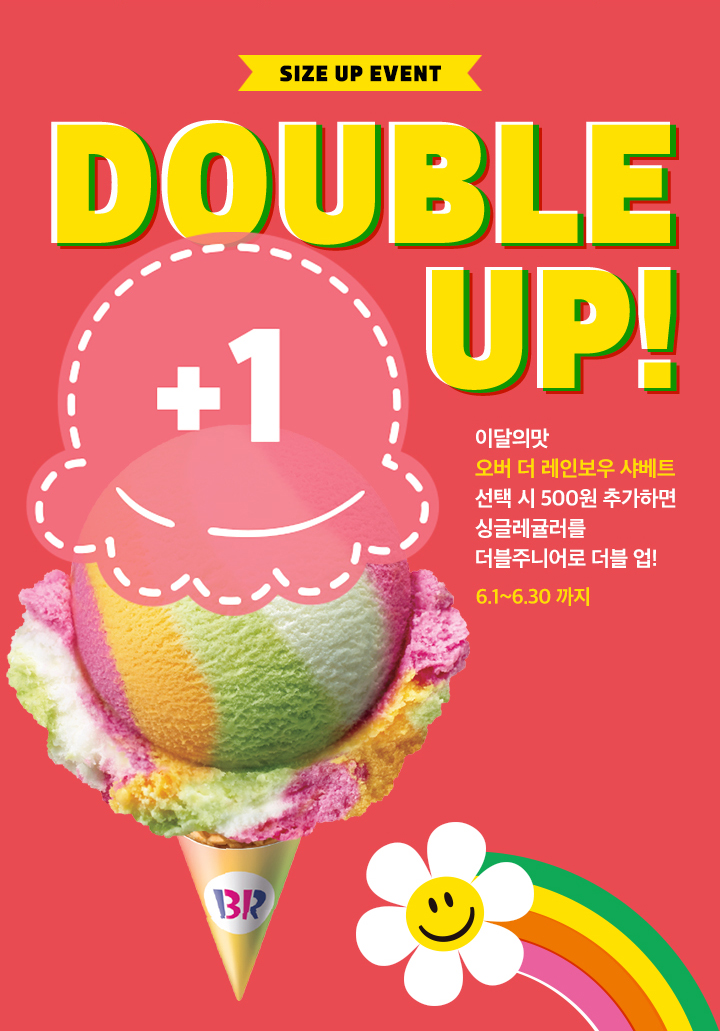 SIZE UP EVENT
DOUBLE
UP!
+1
이달의맛
오버 더 레인보우 샤베트
선택 시 500원 추가하면
싱글레귤러를
더블주니어로 더블 업!
6.1~6.30 까지
BR